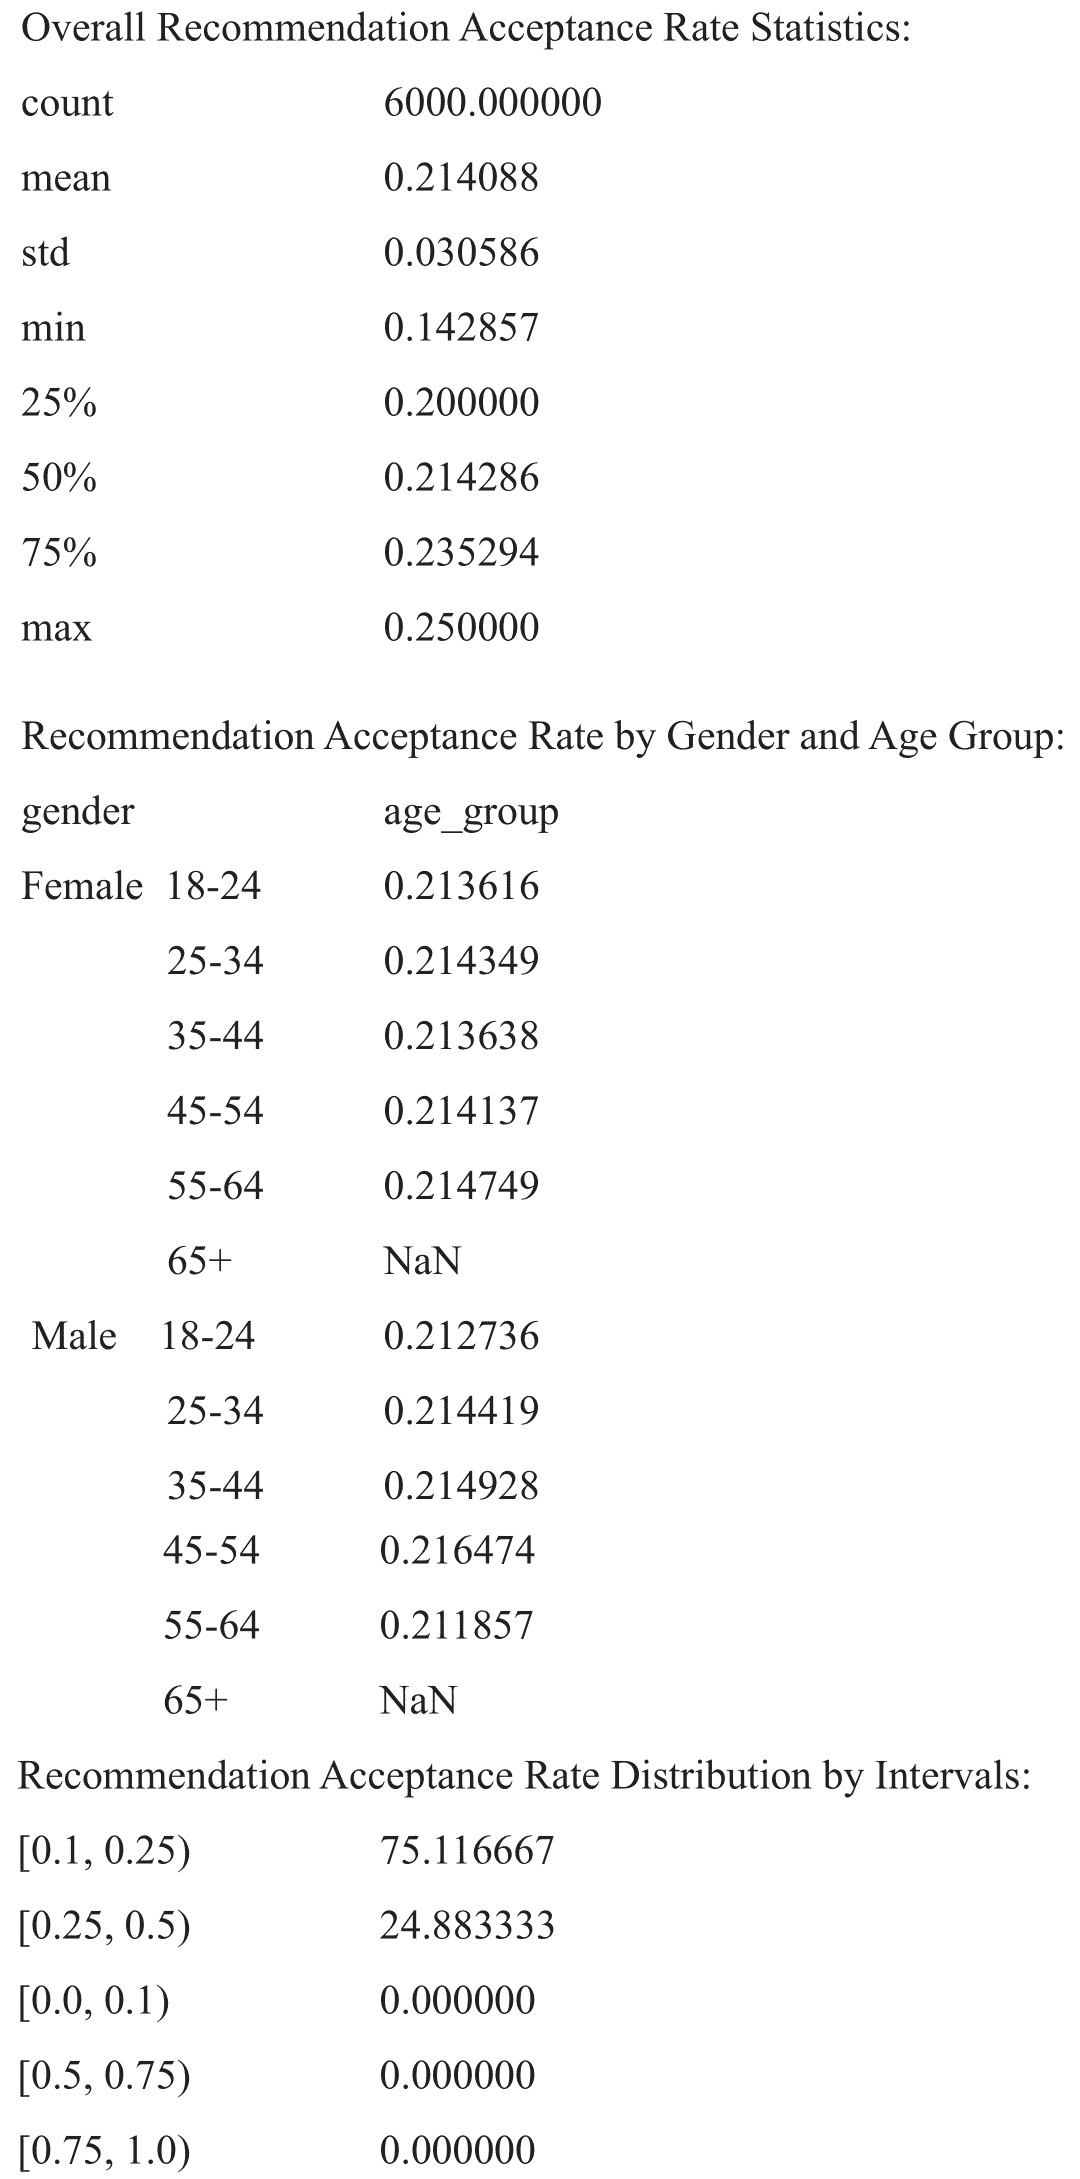 Overall Recommendation Acceptance Rate Statistics:
count 6000.000000
mean 0.214088
std 0.030586
min 0.142857
25% 0.200000
50% 0.214286
75% 0.235294
max 0.250000
Recommendation Acceptance Rate by Gender and Age Group:
gender age_group
Female 18-24 0.213616
25-34 0.214349
35-44 0.213638
45-54 0.214137
55-64 0.214749
65+ NaN
Male 18-24 0.212736
25-34 0.214419
35-44 0.214928
45-54 0.216474
55-64 0.211857
65+ NaN
Recommendation Acceptance Rate Distribution by Intervals:
[0.1, 0.25) 75.116667
[0.25, 0.5) 24.883333
[0.0, 0.1) 0.000000
[0.5, 0.75) 0.000000
[0.75, 1.0) 0.000000